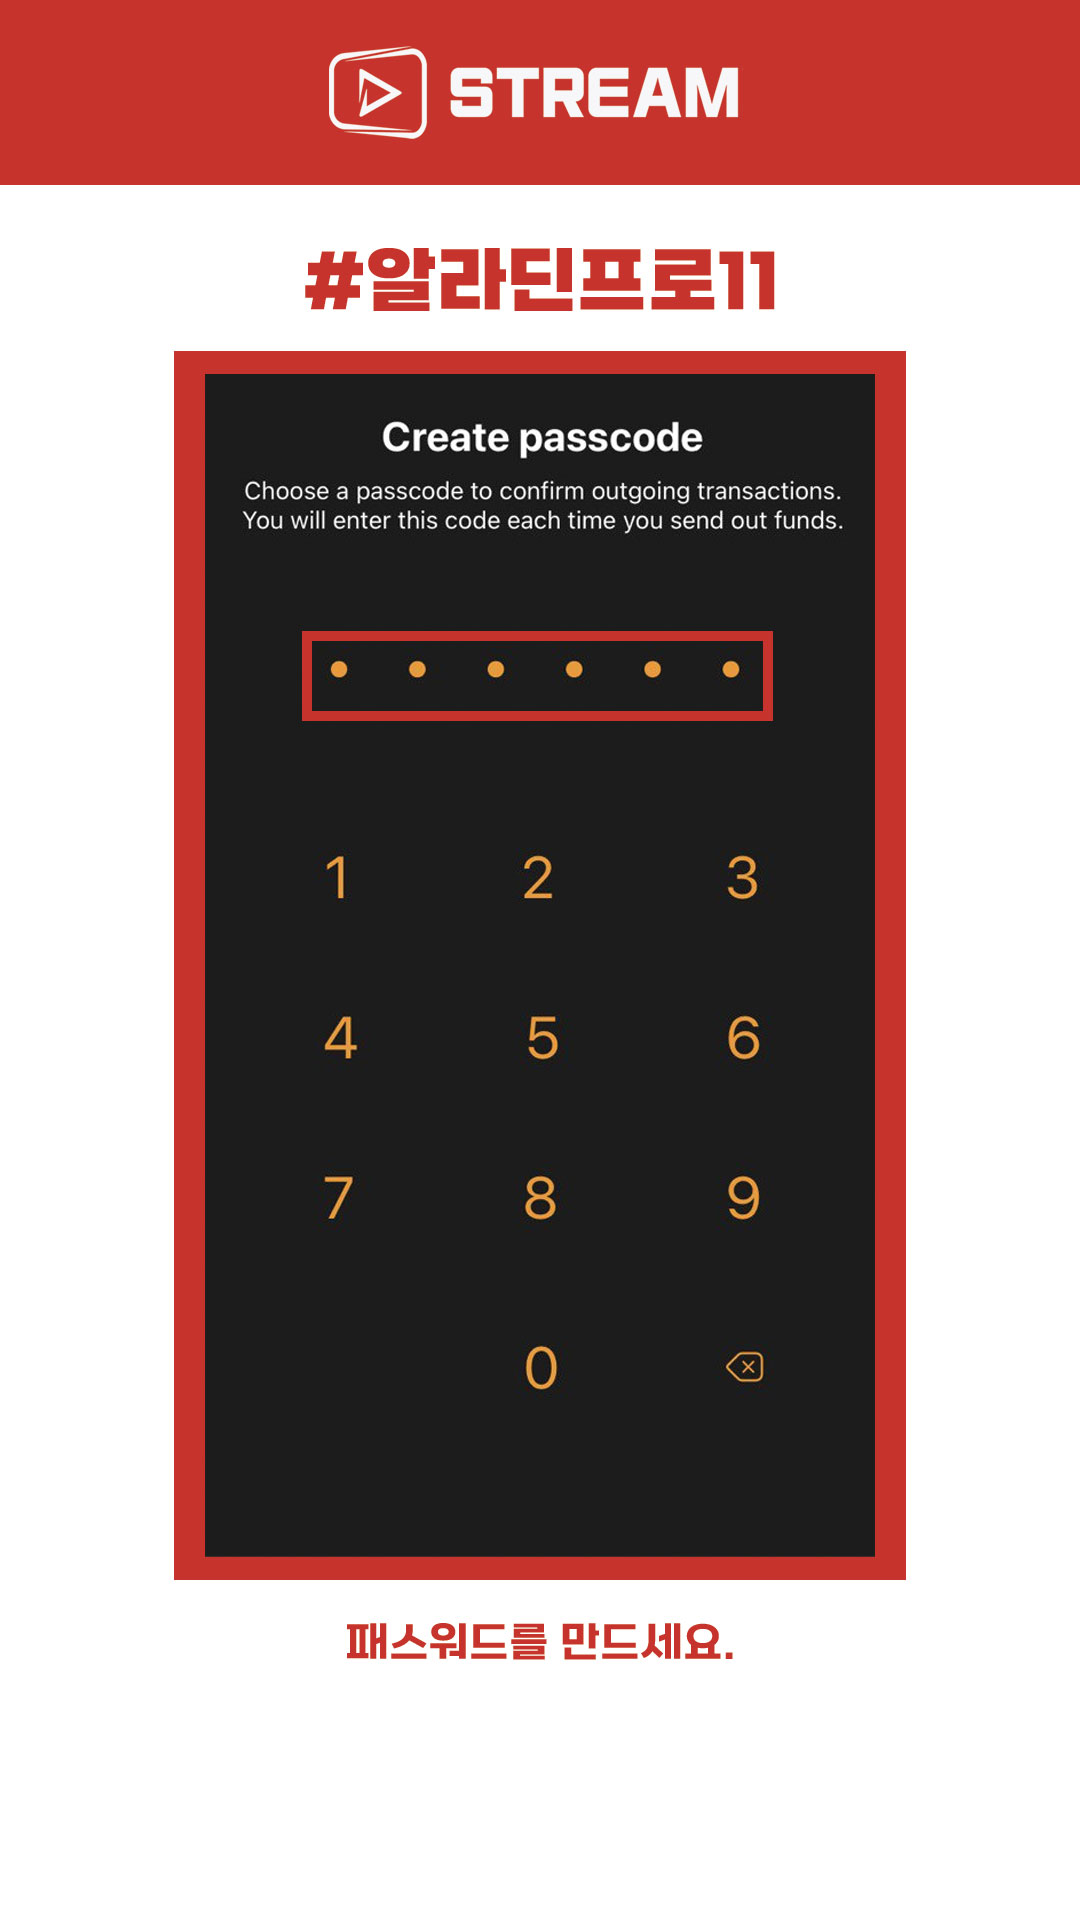 STREAM
#알라딘프로11
Create passcode
Choose a passcode to confirm outgoing transactions.
You will enter this code each time you send out funds.
1 2 3
4 5 6
7 8 9
0
패스워드를 만드세요.